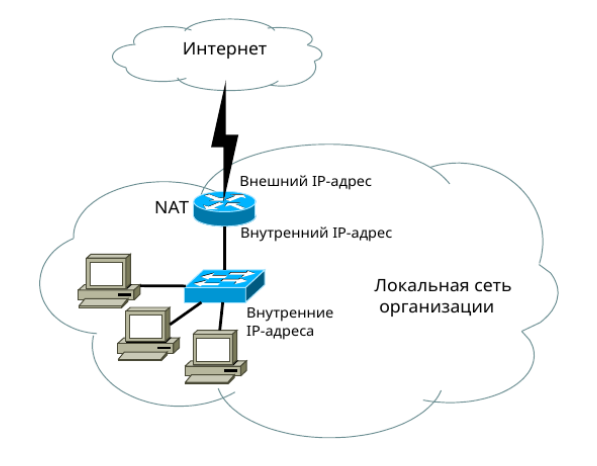 Интернет
Внешний IP-адрес
NAT
Внутренний IP-адрес
Локальная сеть
организации
Внутренние
IP-адреса